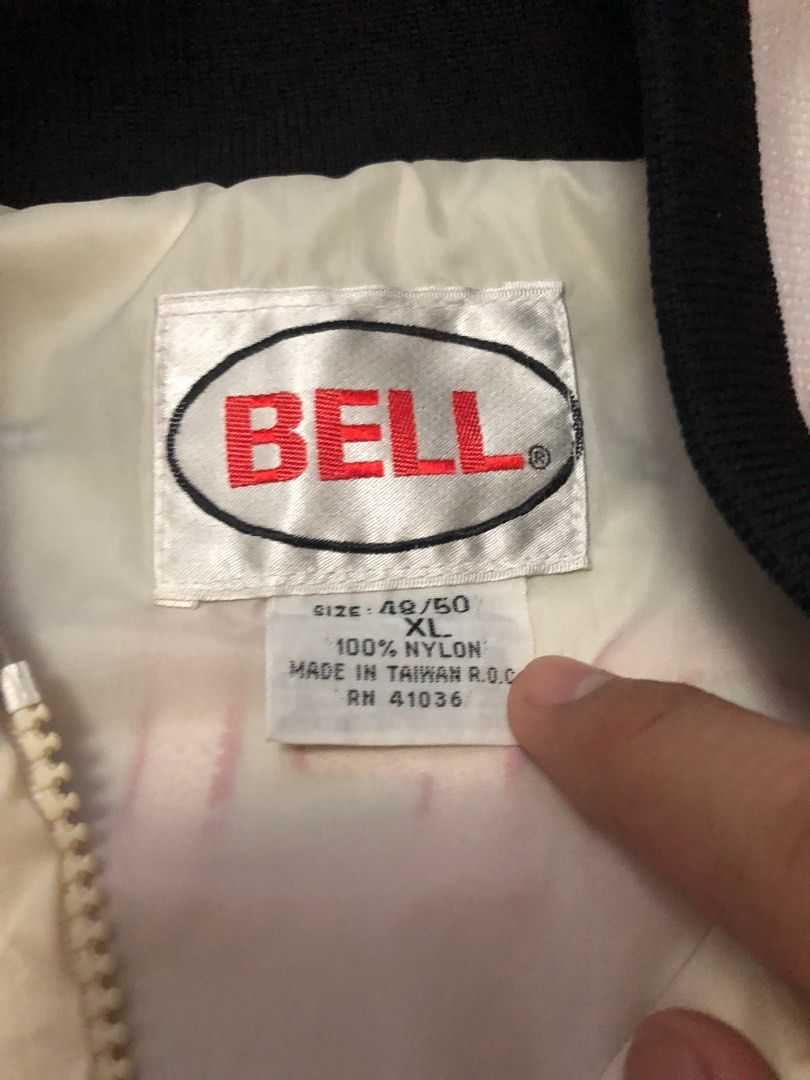 BELL®
SIZE: 48/50
XL
100% NYLON
MADE IN TAIWAN R.O.C
RN 41036